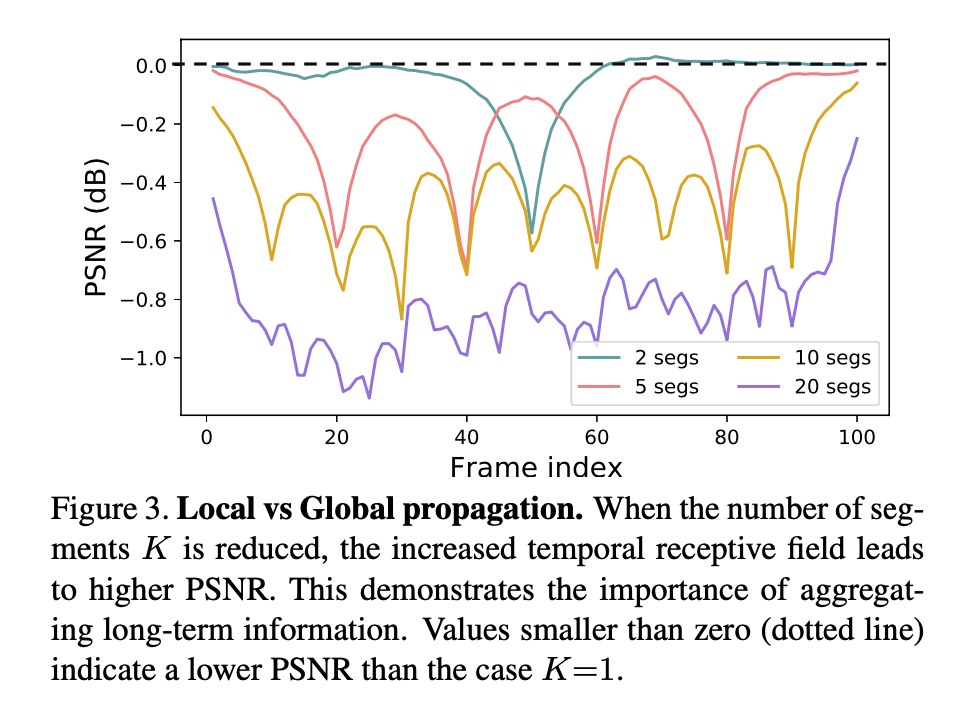 0.0
−0.2
−0.4
−0.6
−0.8
−1.0
PSNR (dB)
2 segs
5 segs
10 segs
20 segs
0 20 40 60 80 100
Frame index
Figure 3. Local vs Global propagation. When the number of seg-
ments K is reduced, the increased temporal receptive field leads
to higher PSNR. This demonstrates the importance of aggregat-
ing long-term information. Values smaller than zero (dotted line)
indicate a lower PSNR than the case K=1.